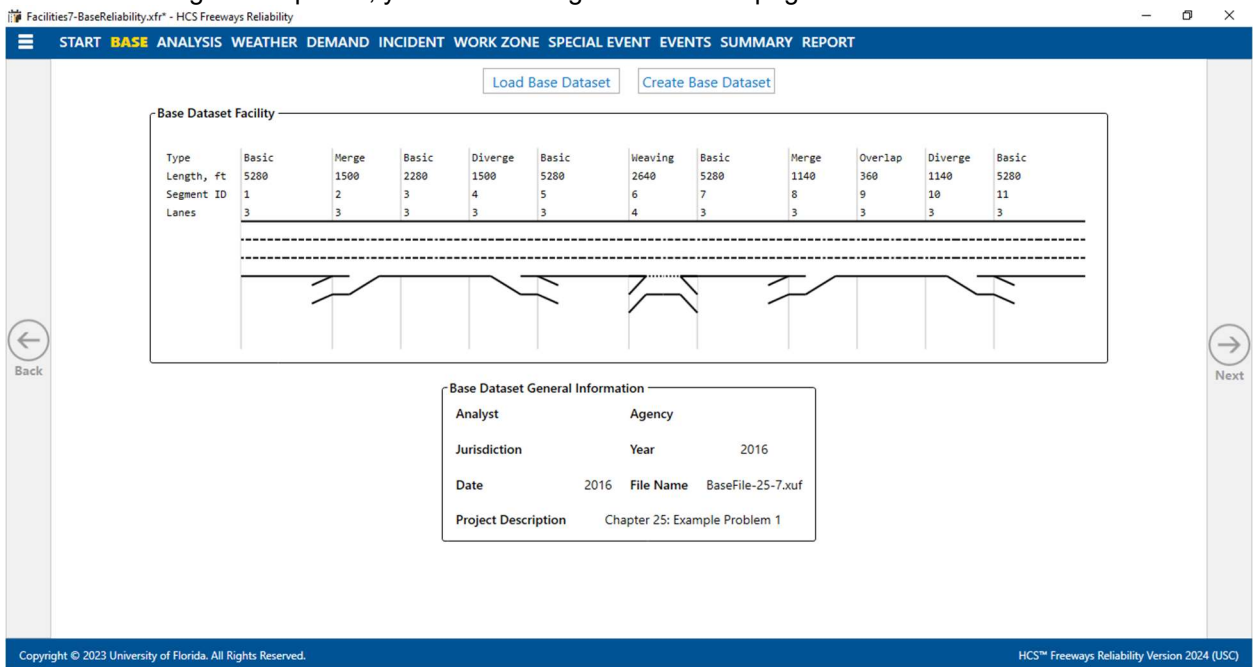 Facilities7-BaseReliability.xfr* - HCS Freeways Reliability
START BASE ANALYSIS WEATHER DEMAND INCIDENT WORK ZONE SPECIAL EVENT EVENTS SUMMARY REPORT
Load Base Dataset Create Base Dataset
Base Dataset Facility
Type Basic Merge Basic Diverge Basic Weaving Basic Merge Overlap Diverge Basic
Length, ft 5280 1500 2280 1500 5280 2640 5280 1140 360 1140 5280
Segment ID 1 2 3 4 5 6 7 8 9 10 11
Lanes 3 3 3 3 3 4 3 3 3 3 3
Back
Next
Base Dataset General Information
Analyst Agency
Jurisdiction Year 2016
Date 2016 File Name BaseFile-25-7.xuf
Project Description Chapter 25: Example Problem 1
Copyright © 2023 University of Florida. All Rights Reserved. HCS™ Freeways Reliability Version 2024 (USC)